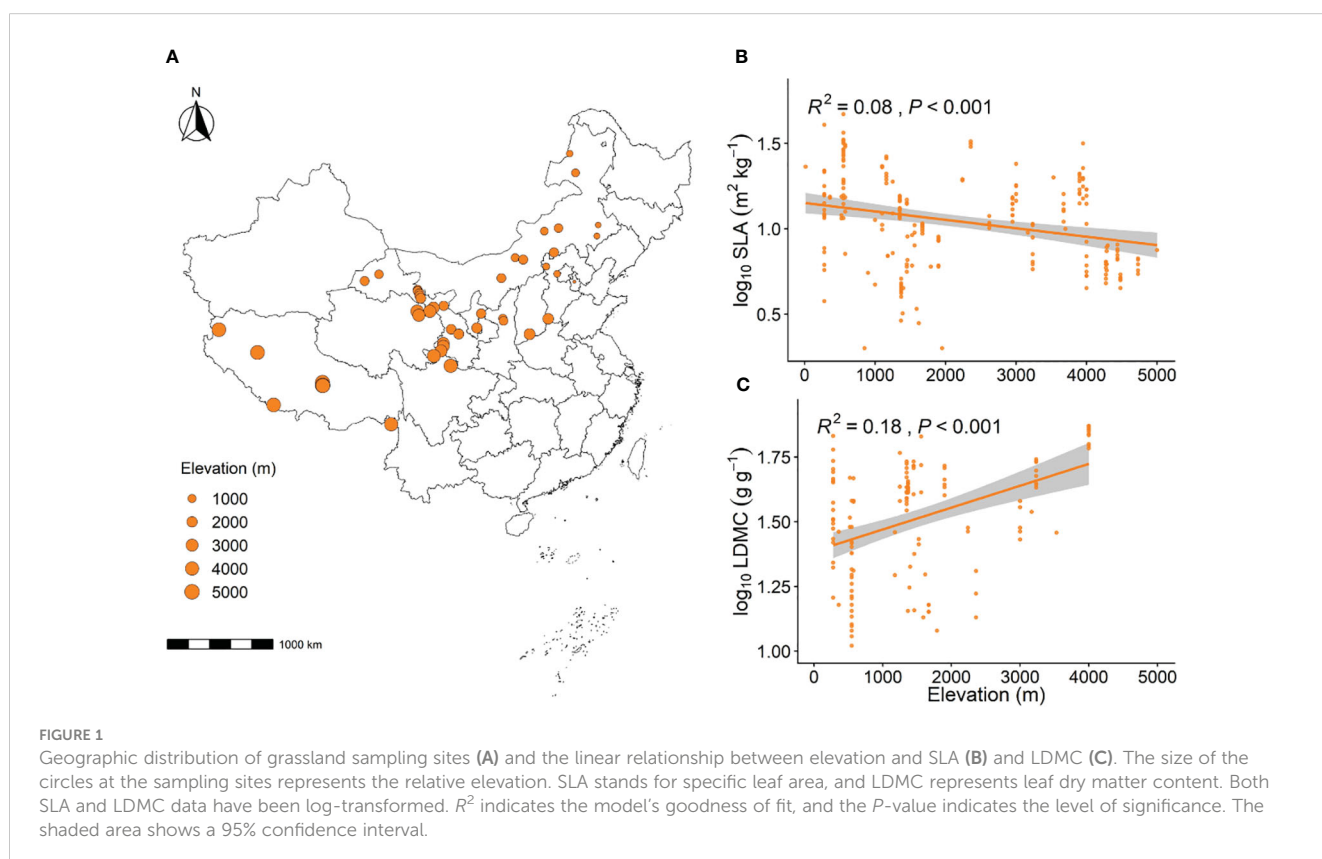 A
N
Elevation (m)
1000
2000
3000
4000
5000
1000 km
B
R² = 0.08 , P < 0.001
log₁₀ SLA (m² kg⁻¹)
1.5
1.0
0.5
0 1000 2000 3000 4000 5000
C
R² = 0.18 , P < 0.001
log₁₀ LDMC (g g⁻¹)
1.75
1.50
1.25
1.00
0 1000 2000 3000 4000 5000
Elevation (m)
FIGURE 1
Geographic distribution of grassland sampling sites (A) and the linear relationship between elevation and SLA (B) and LDMC (C). The size of the
circles at the sampling sites represents the relative elevation. SLA stands for specific leaf area, and LDMC represents leaf dry matter content. Both
SLA and LDMC data have been log-transformed. R² indicates the model's goodness of fit, and the P-value indicates the level of significance. The
shaded area shows a 95% confidence interval.